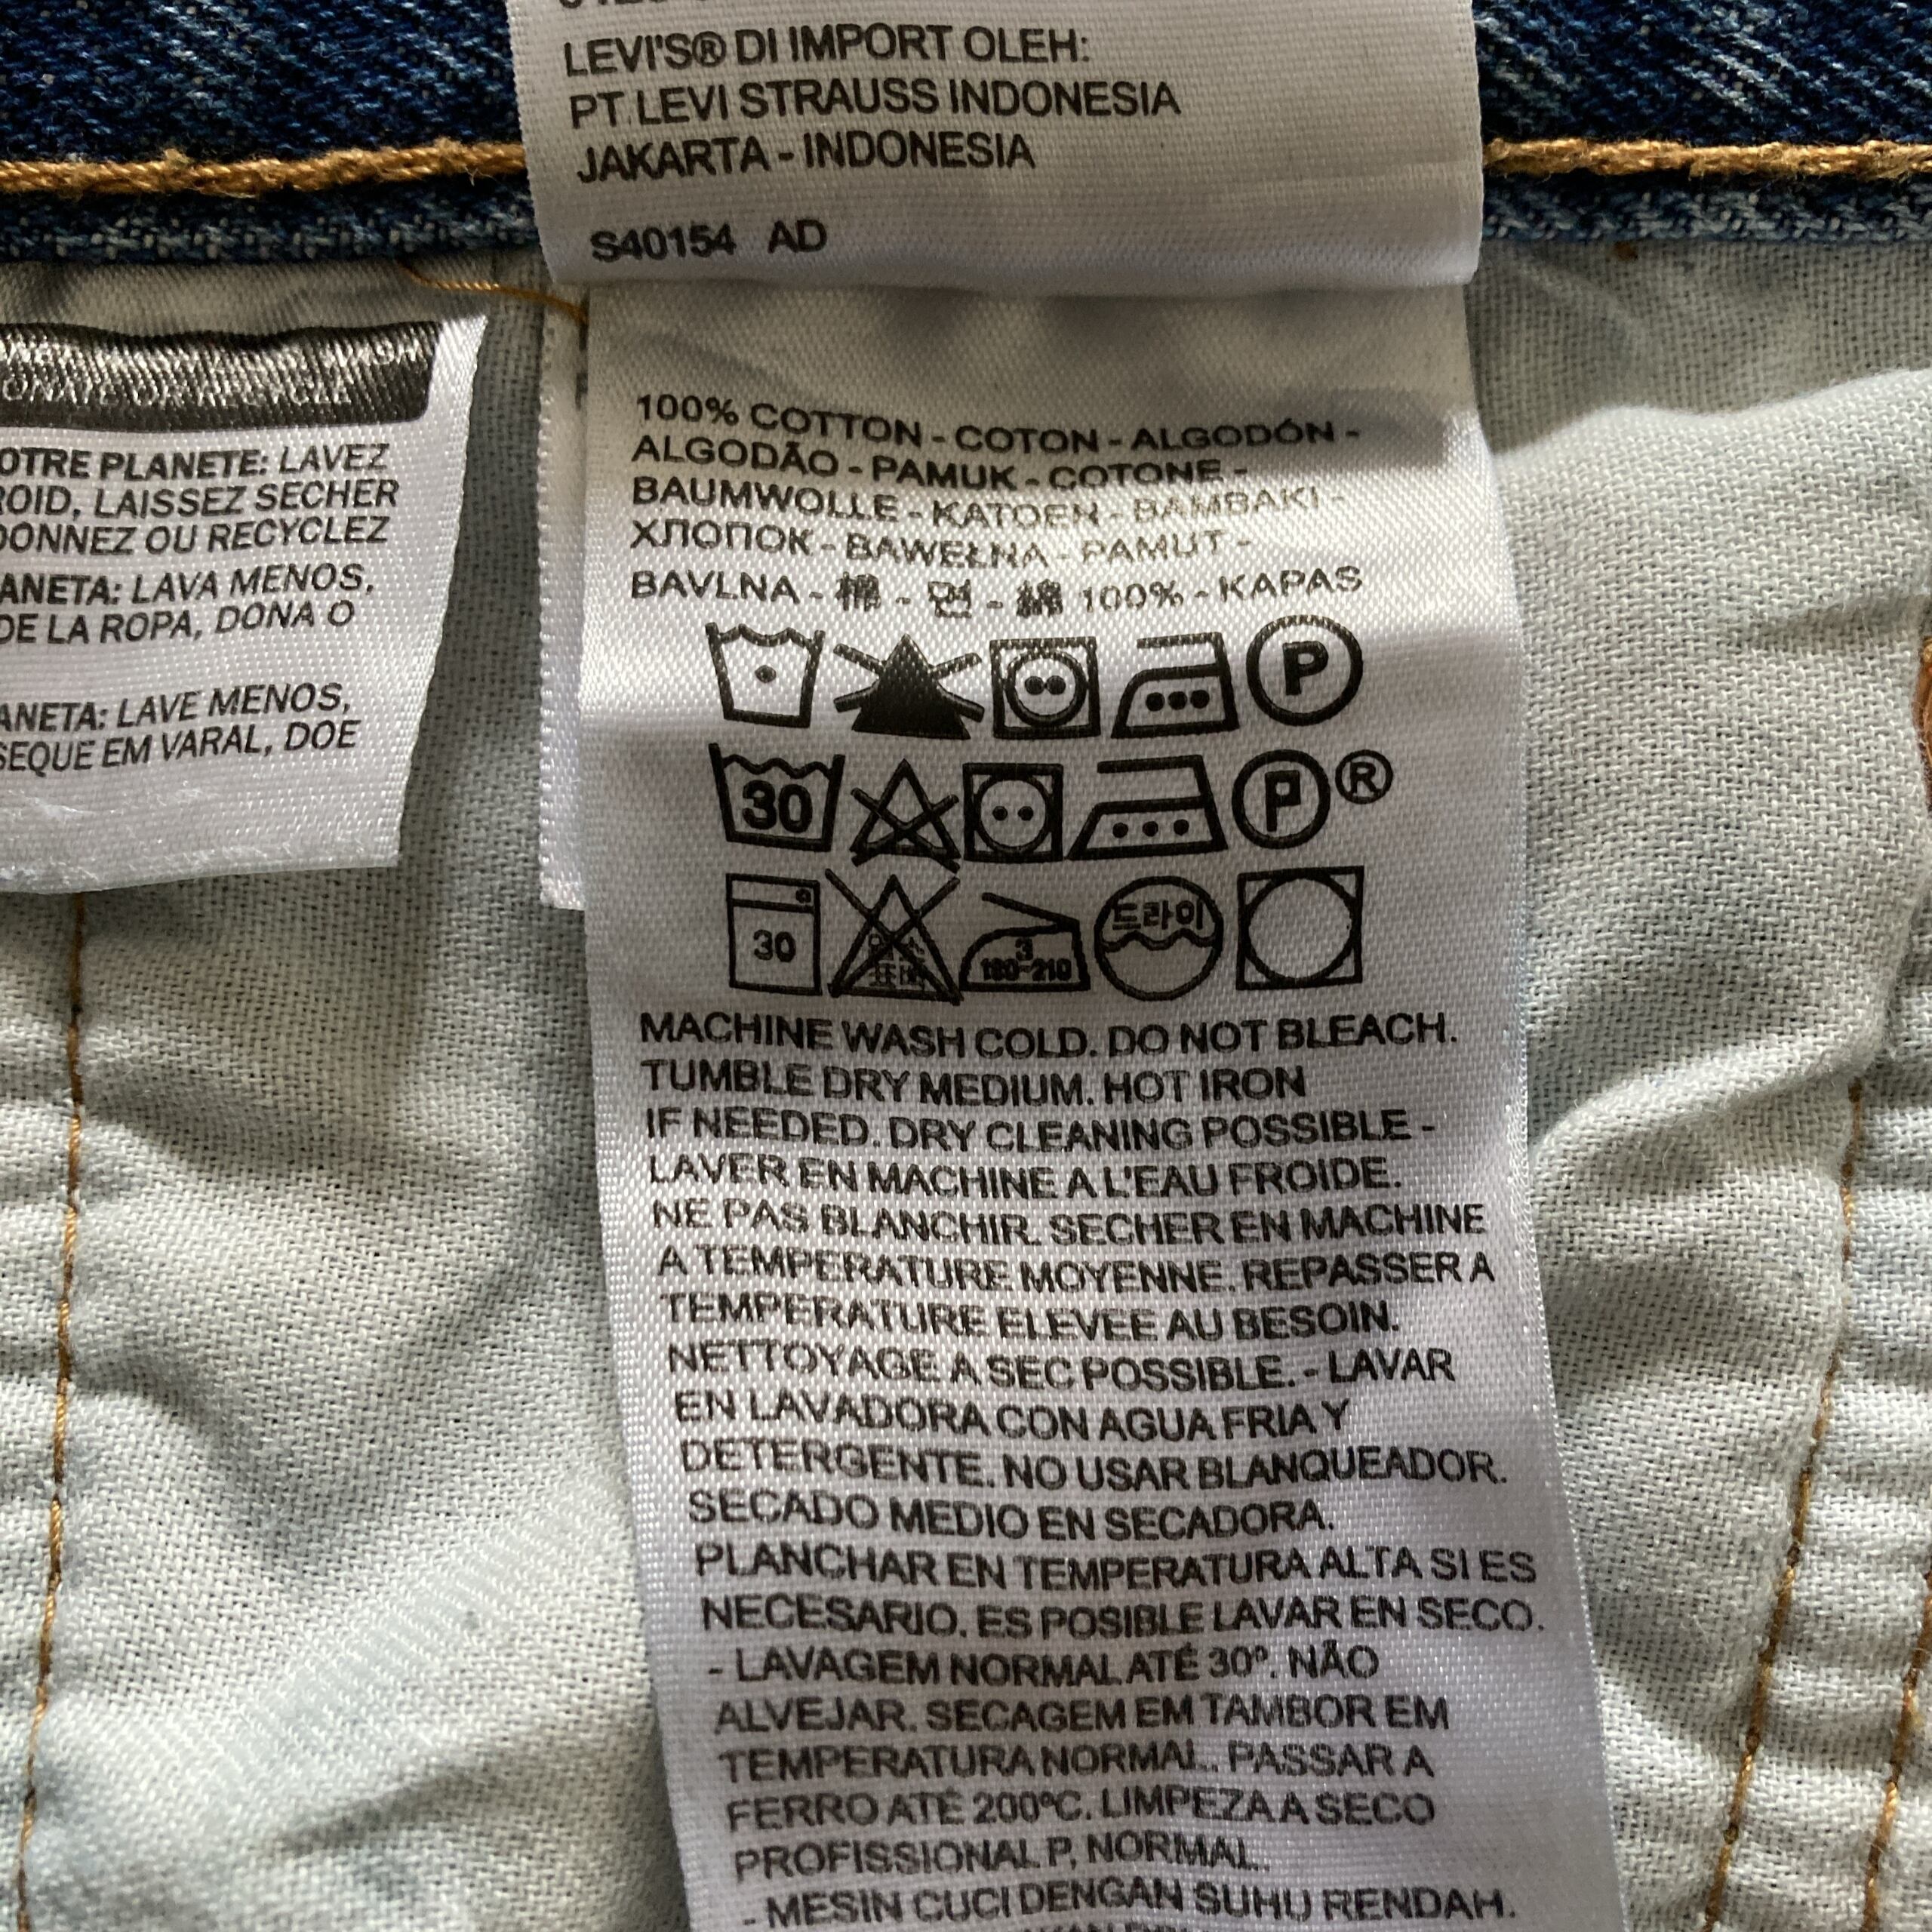 LEVI'S® DI IMPORT OLEH:
PT. LEVI STRAUSS INDONESIA
JAKARTA - INDONESIA
S40154 AD
OTRE PLANETE: LAVEZ
ROID, LAISSEZ SECHER
DONNEZ OU RECYCLEZ
ANETA: LAVA MENOS,
DE LA ROPA, DONA O
ANETA: LAVE MENOS,
SEQUE EM VARAL, DOE
100% COTTON - COTON - ALGODÓN -
ALGODÃO - PAMUK - COTONE -
BAUMWOLLE - KATOEN - BAMBAKI -
ХЛОПОК - BAWEŁNA - PAMUT -
BAVLNA - 棉 - 면 - 綿 100% - KAPAS
P
30 P ®
30 3 180-210 드라이
MACHINE WASH COLD. DO NOT BLEACH.
TUMBLE DRY MEDIUM. HOT IRON
IF NEEDED. DRY CLEANING POSSIBLE -
LAVER EN MACHINE A L'EAU FROIDE.
NE PAS BLANCHIR. SECHER EN MACHINE
A TEMPERATURE MOYENNE. REPASSER A
TEMPERATURE ELEVEE AU BESOIN.
NETTOYAGE A SEC POSSIBLE. - LAVAR
EN LAVADORA CON AGUA FRIA Y
DETERGENTE. NO USAR BLANQUEADOR.
SECADO MEDIO EN SECADORA.
PLANCHAR EN TEMPERATURA ALTA SI ES
NECESARIO. ES POSIBLE LAVAR EN SECO.
- LAVAGEM NORMAL ATÉ 30º. NÃO
ALVEJAR. SECAGEM EM TAMBOR EM
TEMPERATURA NORMAL. PASSAR A
FERRO ATÉ 200ºC. LIMPEZA A SECO
PROFISSIONAL P, NORMAL.
- MESIN CUCI DENGAN SUHU RENDAH.